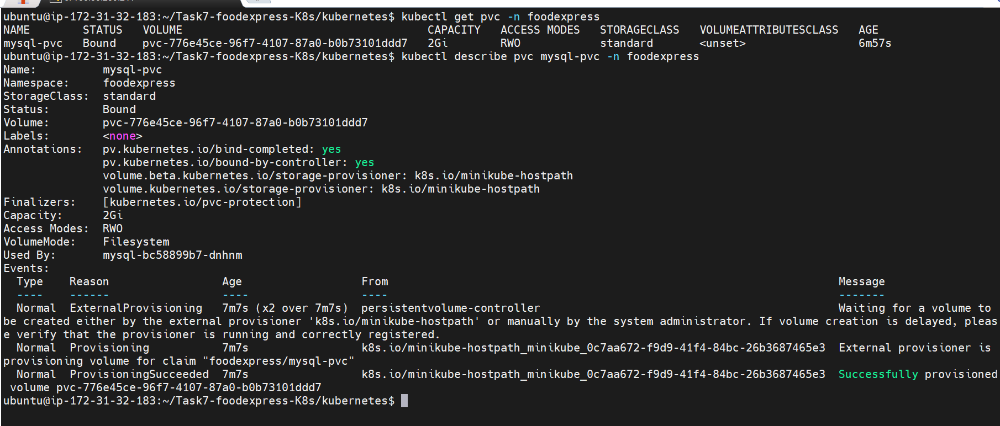 ubuntu@ip-172-31-32-183:~/Task7-foodexpress-K8s/kubernetes$ kubectl get pvc -n foodexpress
NAME        STATUS   VOLUME                                     CAPACITY   ACCESS MODES   STORAGECLASS   VOLUMEATTRIBUTESCLASS   AGE
mysql-pvc   Bound    pvc-776e45ce-96f7-4107-87a0-b0b73101ddd7   2Gi        RWO            standard       <unset>                 6m57s
ubuntu@ip-172-31-32-183:~/Task7-foodexpress-K8s/kubernetes$ kubectl describe pvc mysql-pvc -n foodexpress
Name:          mysql-pvc
Namespace:     foodexpress
StorageClass:  standard
Status:        Bound
Volume:        pvc-776e45ce-96f7-4107-87a0-b0b73101ddd7
Labels:        <none>
Annotations:   pv.kubernetes.io/bind-completed: yes
               pv.kubernetes.io/bound-by-controller: yes
               volume.beta.kubernetes.io/storage-provisioner: k8s.io/minikube-hostpath
               volume.kubernetes.io/storage-provisioner: k8s.io/minikube-hostpath
Finalizers:    [kubernetes.io/pvc-protection]
Capacity:      2Gi
Access Modes:  RWO
VolumeMode:    Filesystem
Used By:       mysql-bc58899b7-dnhnm
Events:
  Type    Reason                 Age                From                                                                    Message
  ----    ------                 ----               ----                                                                    -------
  Normal  ExternalProvisioning   7m7s (x2 over 7m7s)  persistentvolume-controller                                             Waiting for a volume to
be created either by the external provisioner 'k8s.io/minikube-hostpath' or manually by the system administrator. If volume creation is delayed, pleas
e verify that the provisioner is running and correctly registered.
  Normal  Provisioning           7m7s                 k8s.io/minikube-hostpath_minikube_0c7aa672-f9d9-41f4-84bc-26b3687465e3  External provisioner is
provisioning volume for claim "foodexpress/mysql-pvc"
  Normal  ProvisioningSucceeded  7m7s                 k8s.io/minikube-hostpath_minikube_0c7aa672-f9d9-41f4-84bc-26b3687465e3  Successfully provisioned
 volume pvc-776e45ce-96f7-4107-87a0-b0b73101ddd7
ubuntu@ip-172-31-32-183:~/Task7-foodexpress-K8s/kubernetes$